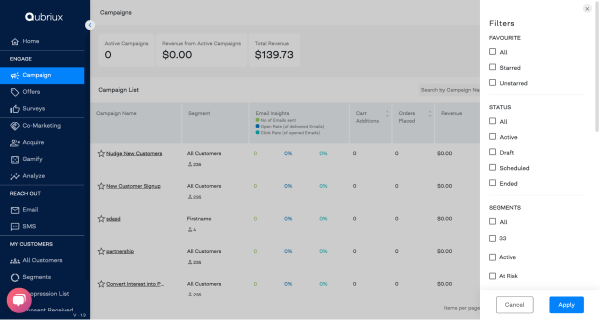 Qubriux
Home
ENGAGE
Campaign
Offers
Surveys
Co-Marketing
Acquire
Gamify
Analyze
REACH OUT
Email
SMS
MY CUSTOMERS
All Customers
Segments
pression List
nsent Received
V - 1.0
Campaigns
Active Campaigns
0
Revenue from Active Campaigns
$0.00
Total Revenue
$139.73
Campaign List
Search by Campaign Na
Campaign Name
Segment
Email Insights
No of Emails sent
Open Rate (% of delivered Emails)
Click Rate (% of opened Emails)
Cart Additions
Orders Placed
Revenue
Nudge New Customers All Customers 0 0% 0% 0 0 $0.00
235
New Customer Signup All Customers 0 0% 0% 0 0 $0.00
235
sdead Firstname 0 0% 0% 0 0 $0.00
4
partnership All Customers 0 0% 0% 0 0 $0.00
235
Convert Interest into P... All Customers 0 0% 0% 0 0 $0.00
Items per page
Filters
FAVOURITE
All
Starred
Unstarred
STATUS
All
Active
Draft
Scheduled
Ended
SEGMENTS
All
33
Active
At Risk
Cancel
Apply